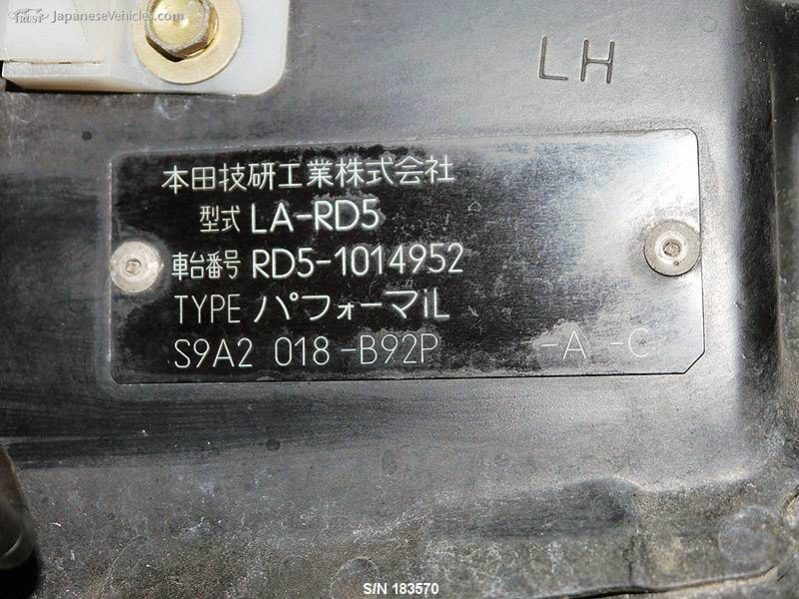 TRUST JapaneseVehicles.com
LH
本田技研工業株式会社
型式 LA-RD5
車台番号 RD5-1014952
TYPE パフォーマiL
S9A2 018 -B92P -A -C
S/N 183570